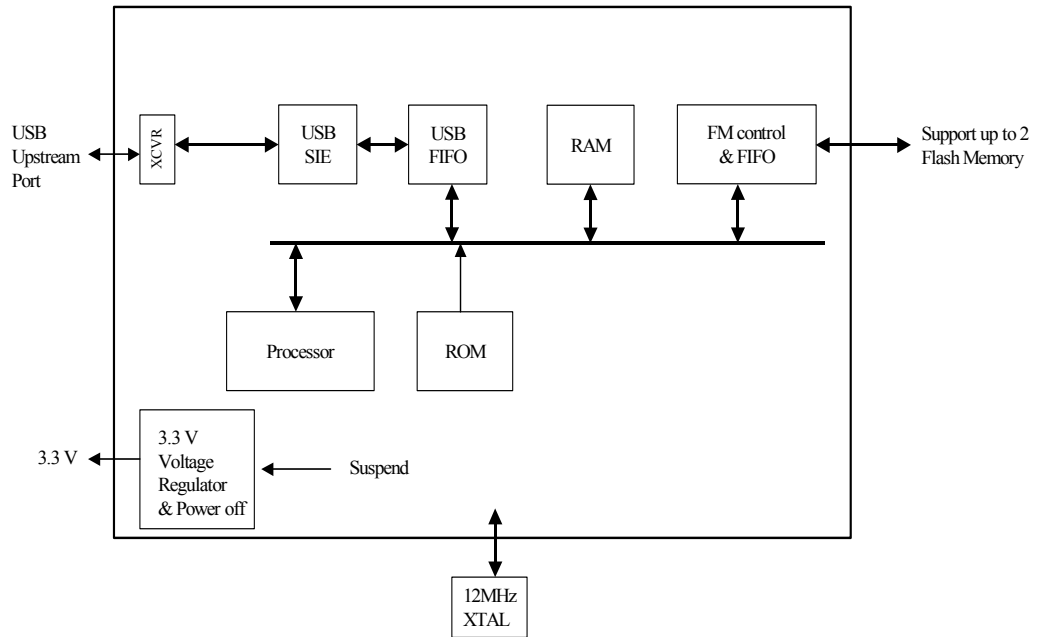 USB
Upstream
Port
XCVR
USB
SIE
USB
FIFO
RAM
FM control
& FIFO
Support up to 2
Flash Memory
Processor
ROM
3.3 V
3.3 V
Voltage
Regulator
& Power off
Suspend
12MHz
XTAL